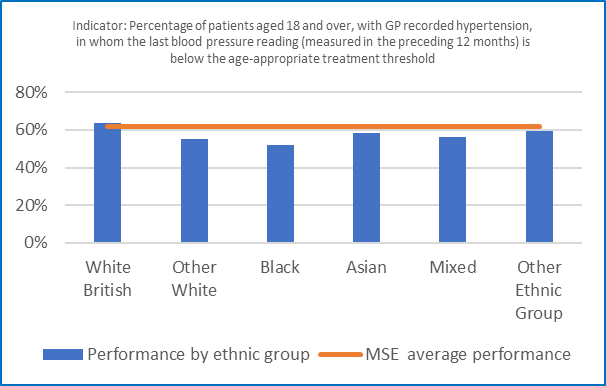 Indicator: Percentage of patients aged 18 and over, with GP recorded hypertension,
in whom the last blood pressure reading (measured in the preceding 12 months) is
below the age-appropriate treatment threshold
80%
60%
40%
20%
0%
White
British
Other
White
Black
Asian
Mixed
Other
Ethnic
Group
Performance by ethnic group
MSE average performance